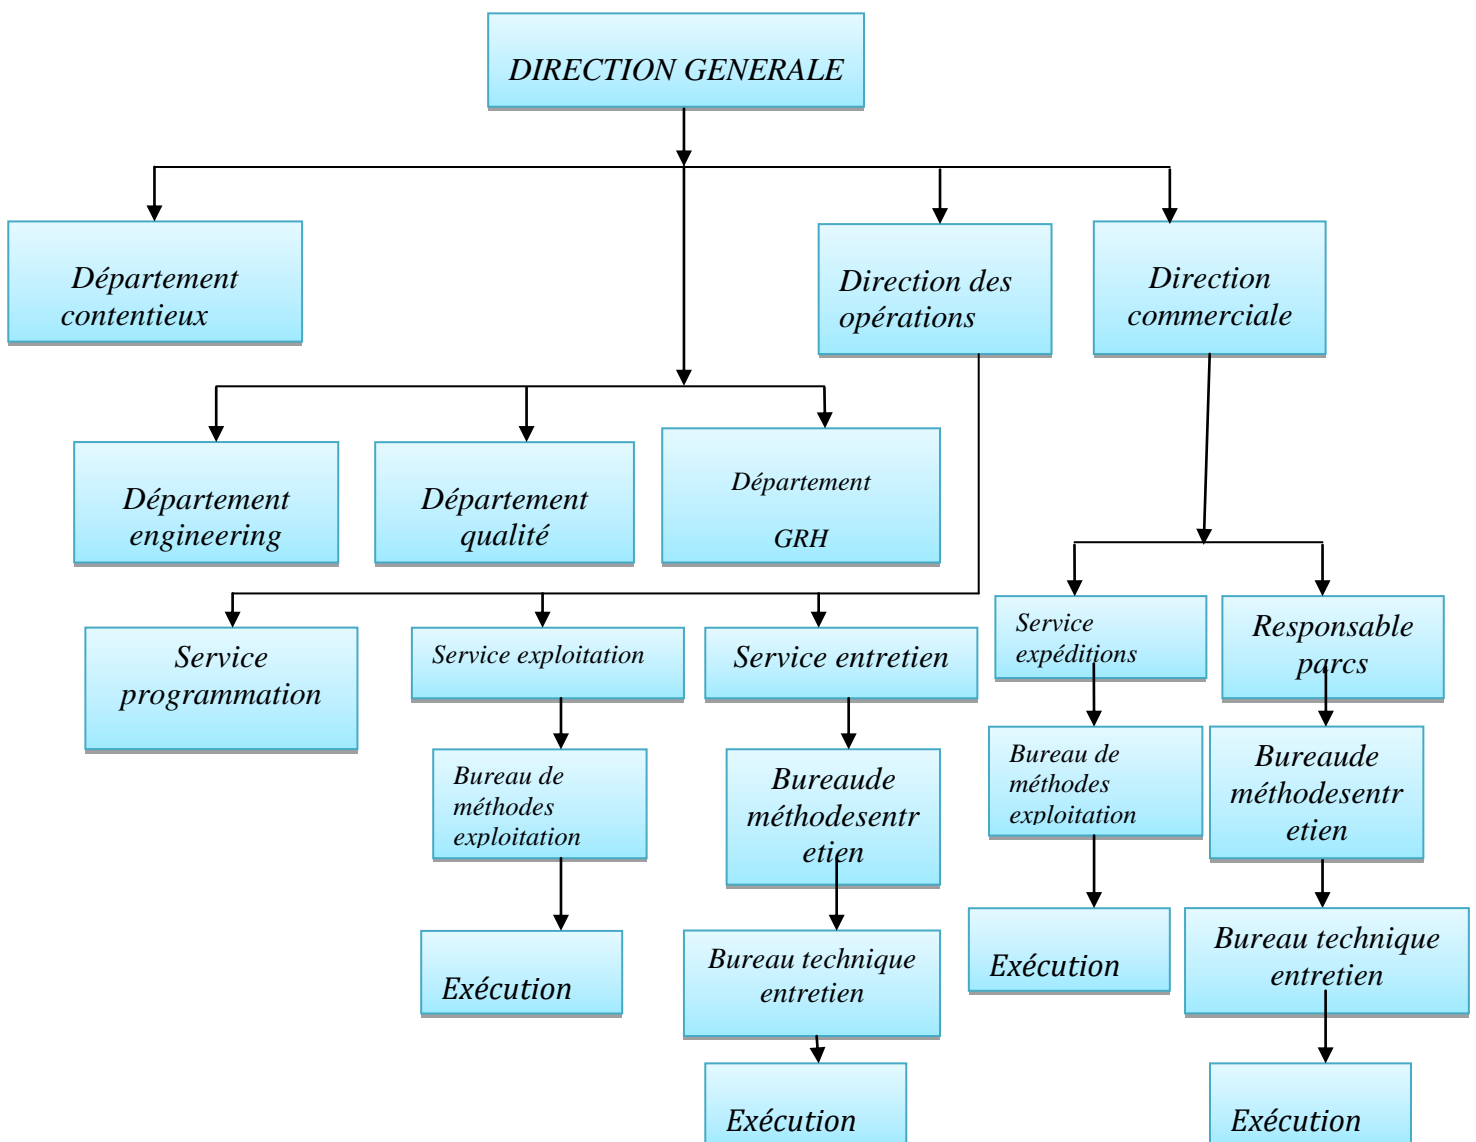 DIRECTION GENERALE
Département
contentieux
Direction des
opérations
Direction
commerciale
Département
engineering
Département
qualité
Département
GRH
Service
programmation
Service exploitation
Service entretien
Service
expéditions
Responsable
parcs
Bureau de
méthodes
exploitation
Bureaude
méthodesentr
etien
Bureau de
méthodes
exploitation
Bureaude
méthodesentr
etien
Exécution
Bureau technique
entretien
Exécution
Bureau technique
entretien
Exécution
Exécution